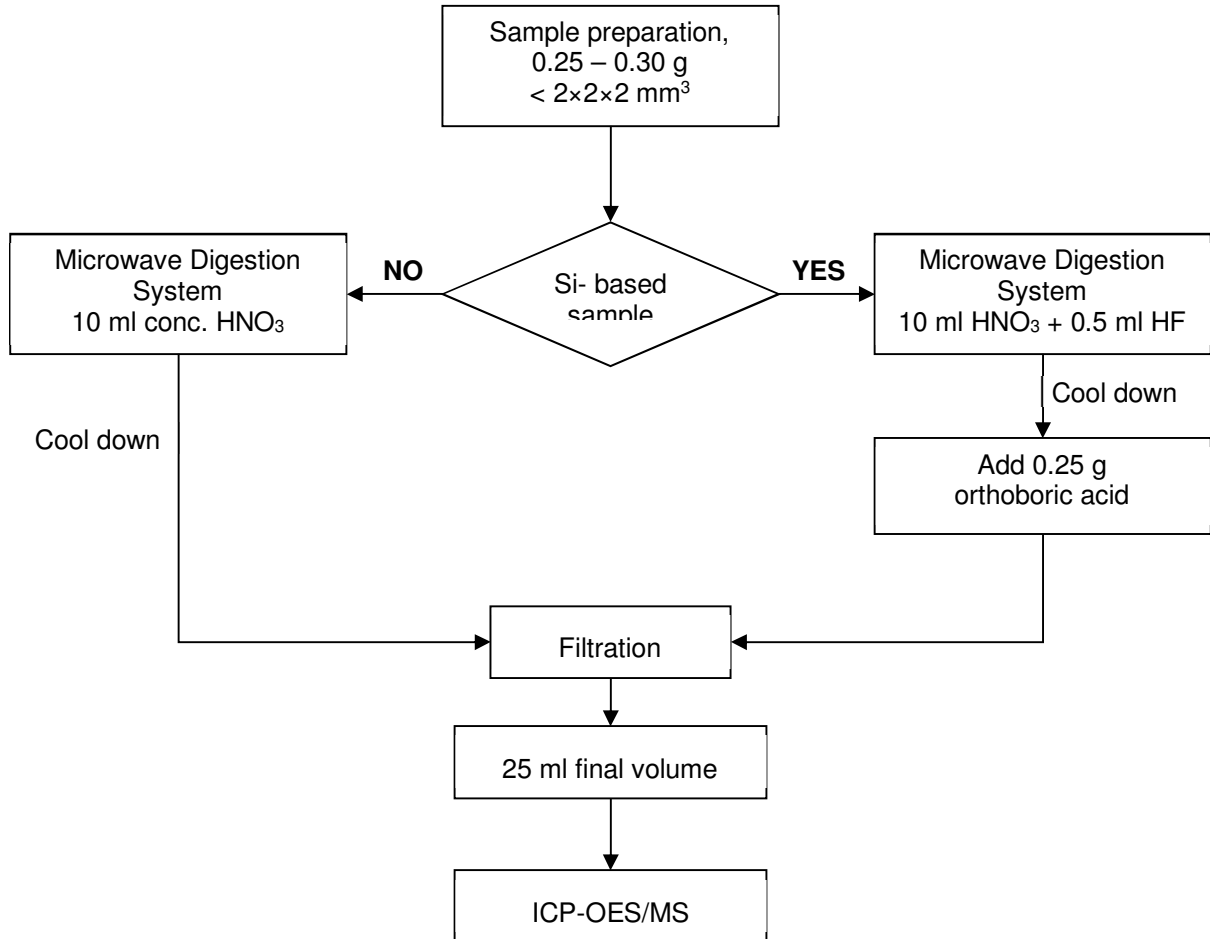 Sample preparation,
0.25 – 0.30 g
< 2×2×2 mm³
Microwave Digestion
System
10 ml conc. HNO₃
NO
Si- based
sample
YES
Microwave Digestion
System
10 ml HNO₃ + 0.5 ml HF
Cool down
Cool down
Add 0.25 g
orthoboric acid
Filtration
25 ml final volume
ICP-OES/MS